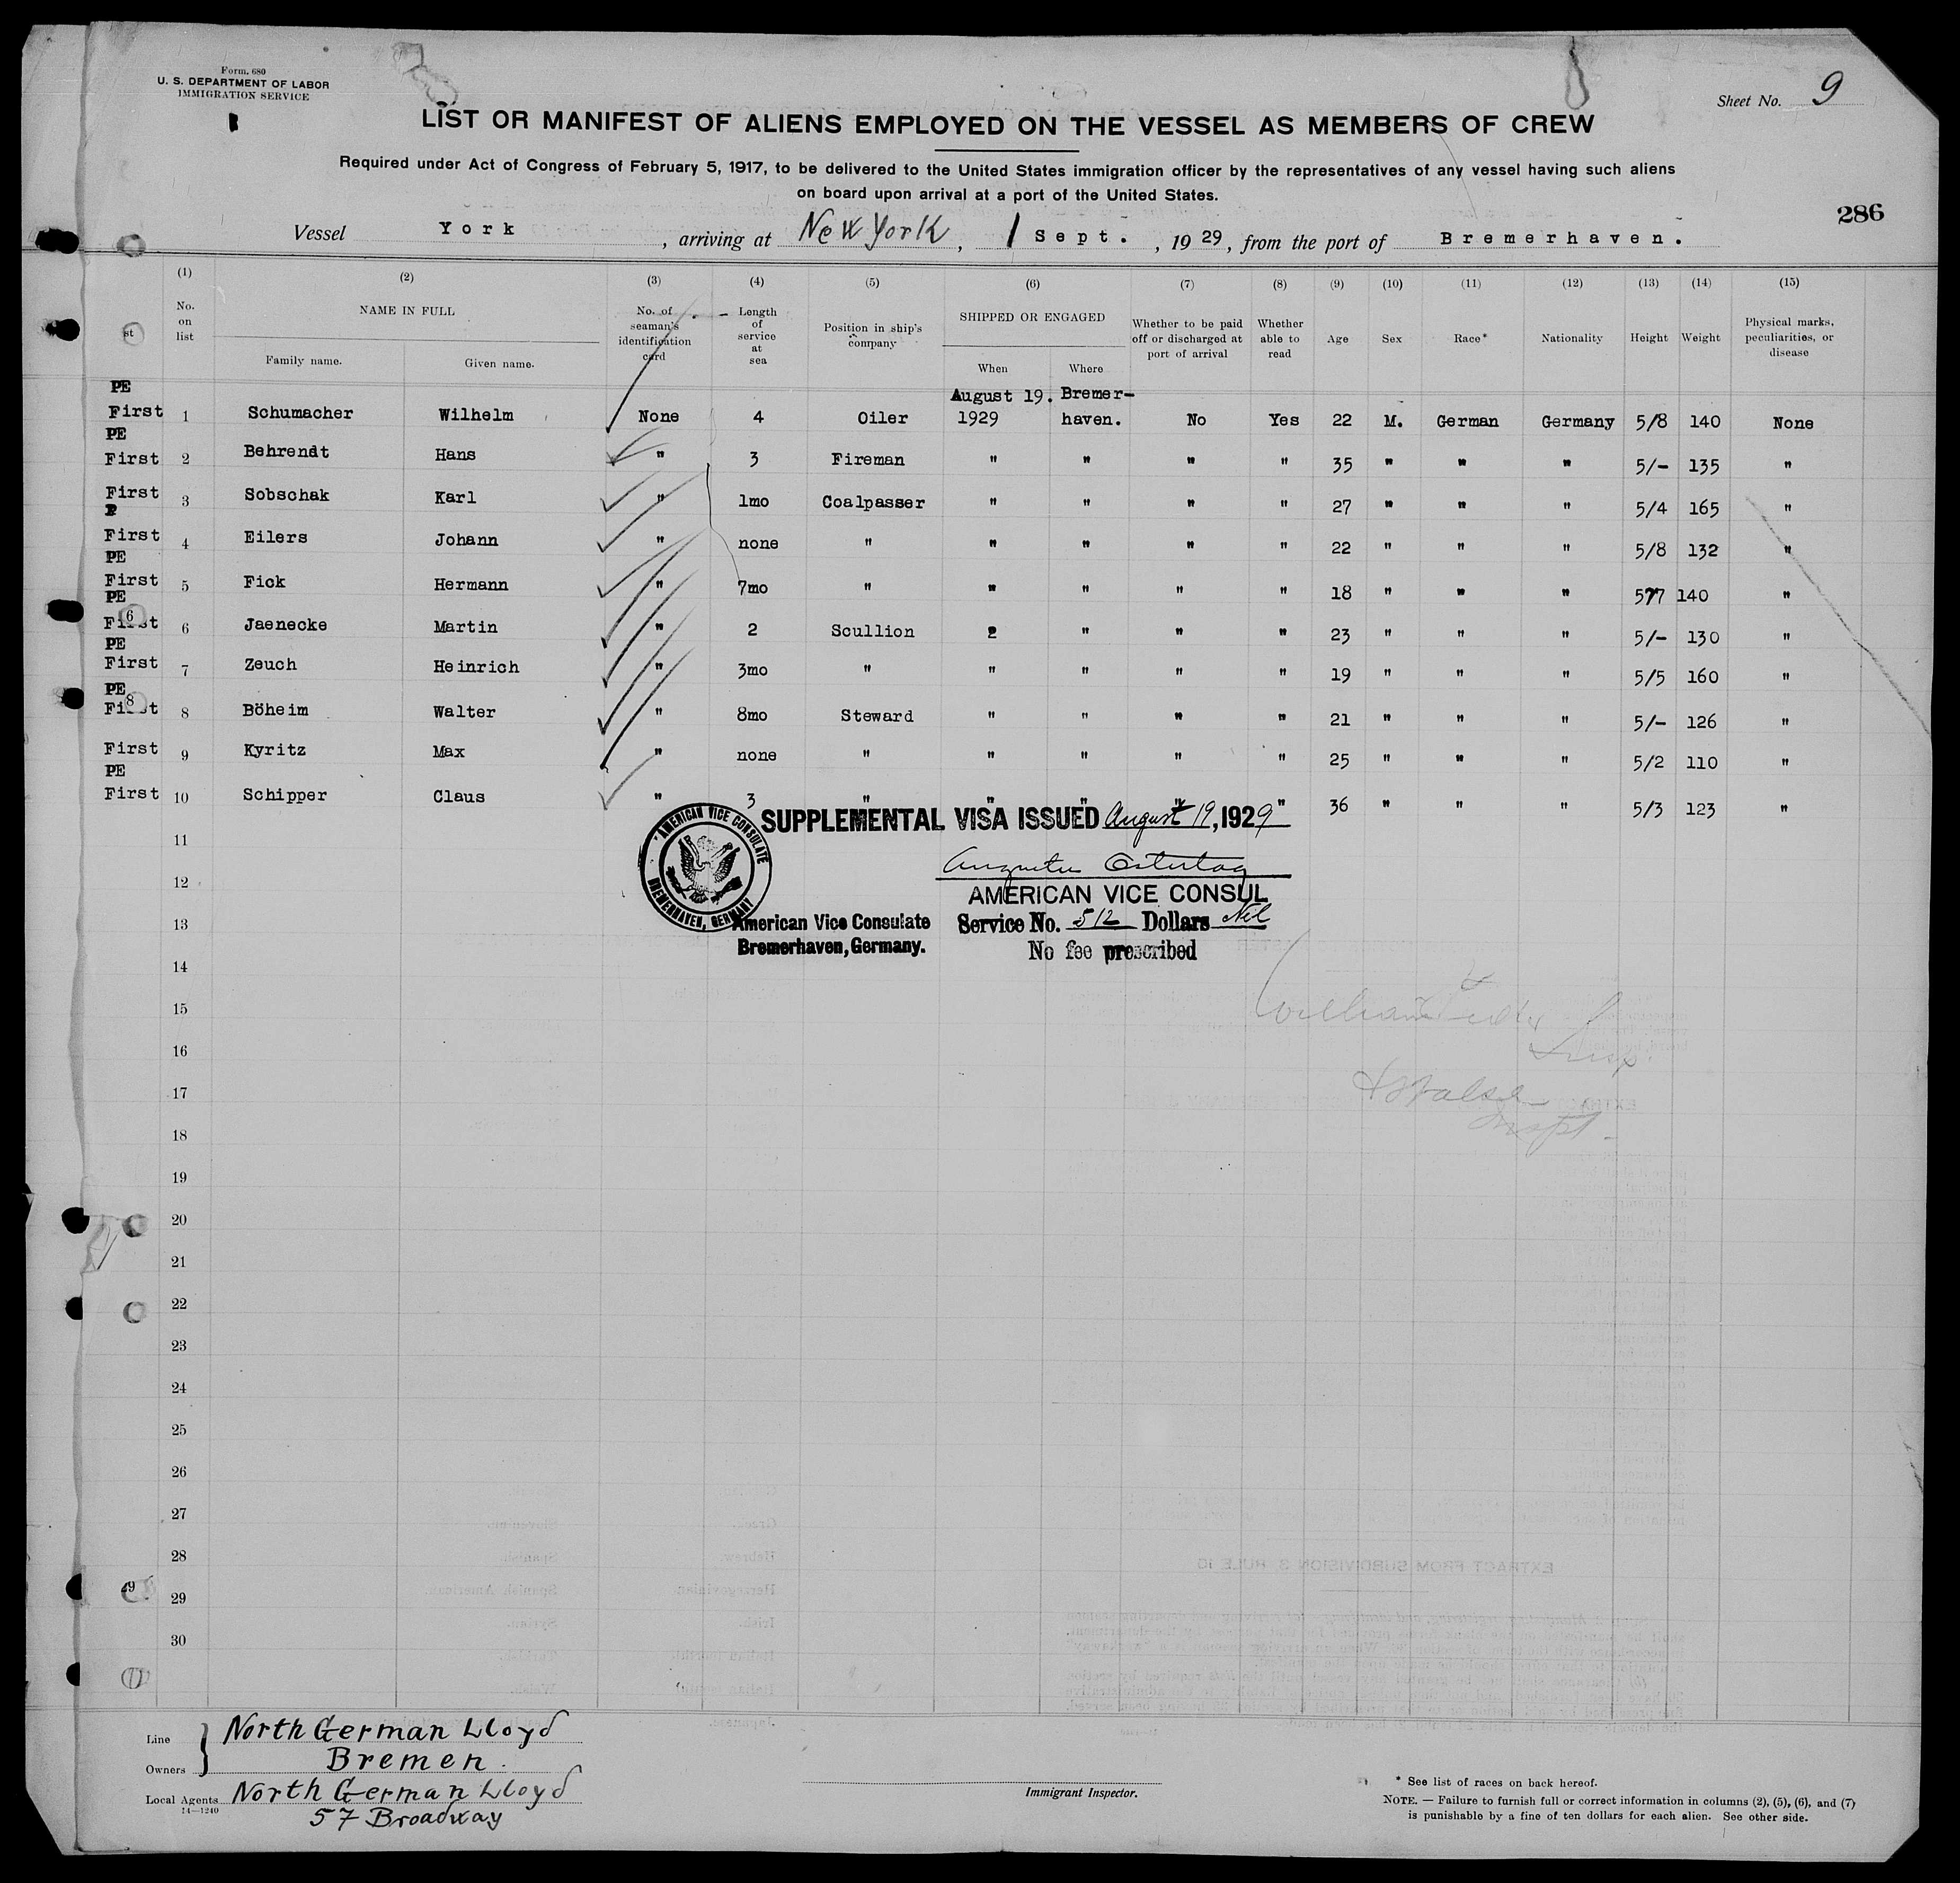 Form. 680
U. S. DEPARTMENT OF LABOR
IMMIGRATION SERVICE
Sheet No. 9
LIST OR MANIFEST OF ALIENS EMPLOYED ON THE VESSEL AS MEMBERS OF CREW
Required under Act of Congress of February 5, 1917, to be delivered to the United States immigration officer by the representatives of any vessel having such aliens
on board upon arrival at a port of the United States.
286
Vessel York, arriving at New York, 1 Sept., 1929, from the port of Bremerhaven.
(1) (2) (3) (4) (5) (6) (7) (8) (9) (10) (11) (12) (13) (14) (15)
No. on list NAME IN FULL Family name. Given name. No. of seaman's identification card Length of service at sea Position in ship's company SHIPPED OR ENGAGED When Where Whether to be paid off or discharged at port of arrival Whether able to read Age Sex Race* Nationality Height Weight Physical marks, peculiarities, or disease
PE August 19. Bremer-
First 1 Schumacher Wilhelm None 4 Oiler 1929 haven. No Yes 22 M. German Germany 5/8 140 None
PE
First 2 Behrendt Hans " 3 Fireman " " " " 35 " " " 5/- 135 "
First 3 Sobschak Karl " 1mo Coalpasser " " " " 27 " " " 5/4 165 "
P
First 4 Eilers Johann " none " " " " " 22 " " " 5/8 132 "
PE
First 5 Fick Hermann " 7mo " " " " " 18 " " " 5/7 140 "
PE
First 6 Jaenecke Martin " 2 Scullion " " " " 23 " " " 5/- 130 "
PE
First 7 Zeuch Heinrich " 3mo " " " " " 19 " " " 5/5 160 "
PE
First 8 Böheim Walter " 8mo Steward " " " " 21 " " " 5/- 126 "
First 9 Kyritz Max " none " " " " " 25 " " " 5/2 110 "
PE
First 10 Schipper Claus " 3 " " " " " 36 " " " 5/3 123 "
SUPPLEMENTAL VISA ISSUED August 19, 1929
AMERICAN VICE CONSULATE
BREMERHAVEN, GERMANY
AMERICAN VICE CONSUL
American Vice Consulate
Bremerhaven, Germany.
Service No. 512 Dollars Nil
No fee prescribed
11
12
13
14
15
16
17
18
19
20
21
22
23
24
25
26
27
28
29
30
Line North German Lloyd
Owners Bremen.
Local Agents North German Lloyd
14—1240
57 Broadway
Immigrant Inspector.
* See list of races on back hereof.
NOTE. — Failure to furnish full or correct information in columns (2), (5), (6), and (7)
is punishable by a fine of ten dollars for each alien. See other side.